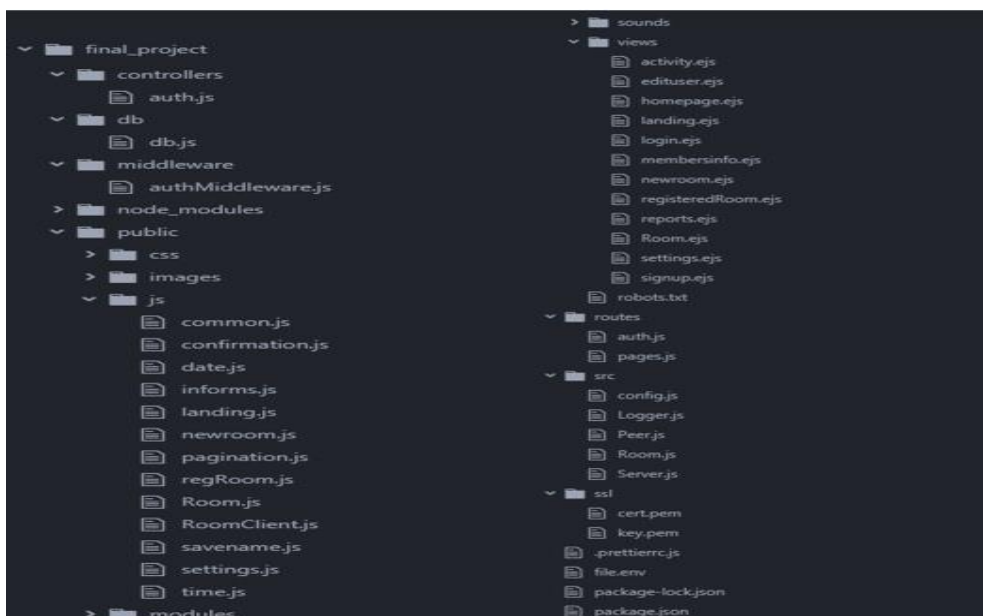 final_project
controllers
auth.js
db
db.js
middleware
authMiddleware.js
node_modules
public
css
images
js
common.js
confirmation.js
date.js
informs.js
landing.js
newroom.js
pagination.js
regRoom.js
Room.js
RoomClient.js
savename.js
settings.js
time.js
modules
sounds
views
activity.ejs
edituser.ejs
homepage.ejs
landing.ejs
login.ejs
membersinfo.ejs
newroom.ejs
registeredRoom.ejs
reports.ejs
Room.ejs
settings.ejs
signup.ejs
robots.txt
routes
auth.js
pages.js
src
config.js
Logger.js
Peer.js
Room.js
Server.js
ssl
cert.pem
key.pem
.prettierrc.js
file.env
package-lock.json
package.json